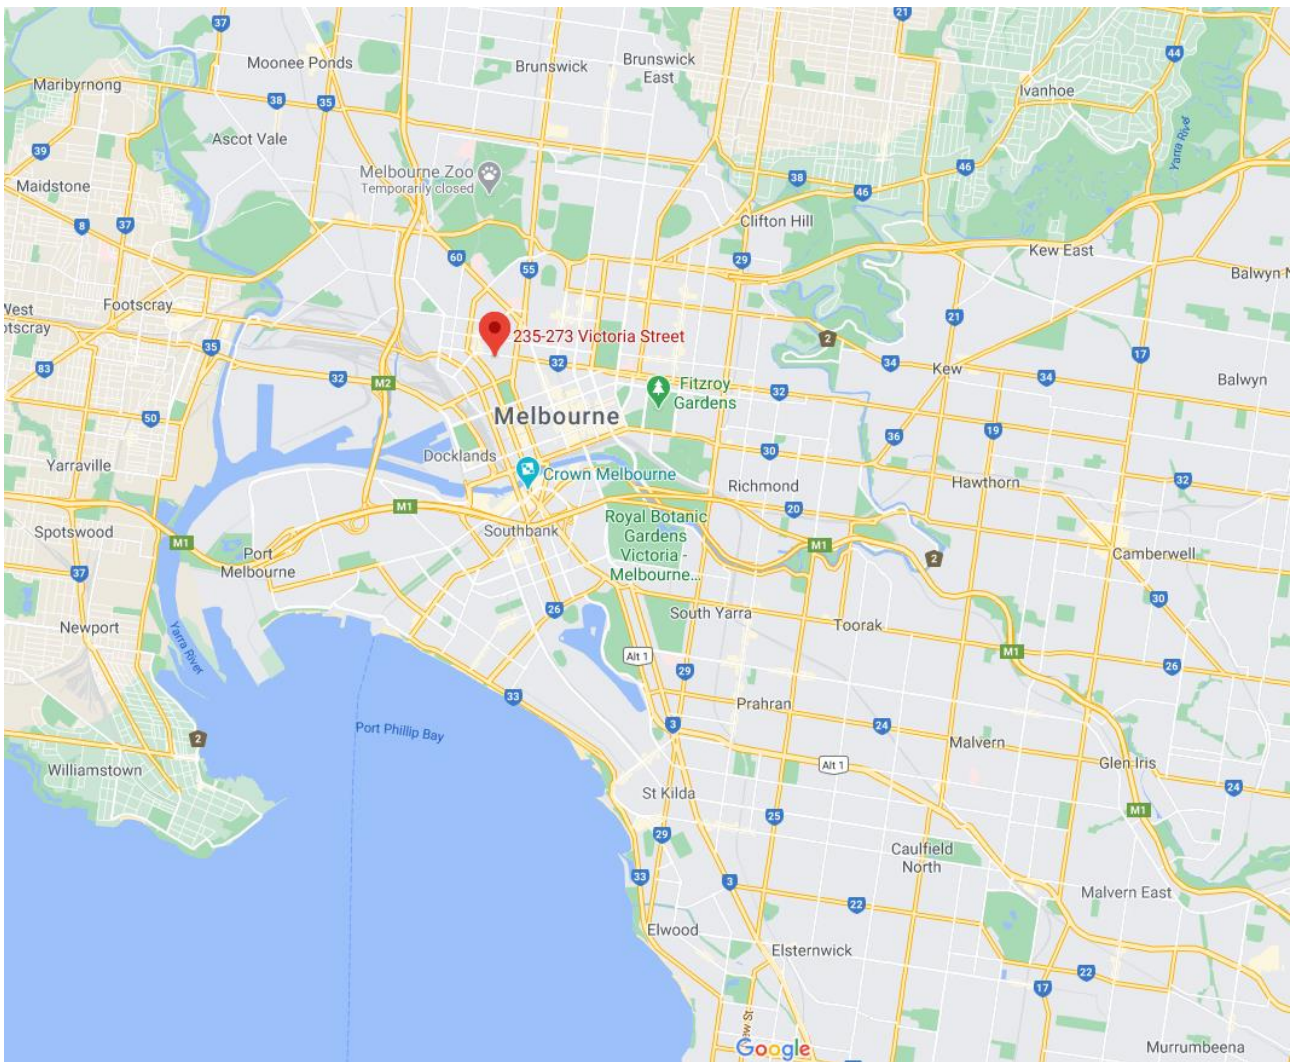 37
21
Moonee Ponds
Brunswick
Brunswick
East
44
Maribyrnong
Ivanhoe
38
35
Ascot Vale
39
Yarra River
Melbourne Zoo
Temporarily closed
38
46
46
Maidstone
8
37
Clifton Hill
60
29
Kew East
55
Balwyn N
Footscray
West
otscray
21
235-273 Victoria Street
35
2
17
83
32
34
Kew
34
32
M2
Fitzroy
Gardens
32
Balwyn
50
Melbourne
19
36
30
Docklands
Yarraville
Crown Melbourne
Richmond
Hawthorn
32
M1
20
Royal Botanic
Gardens
Victoria -
Melbourne...
Spotswood
Southbank
M1
M1
Port
Melbourne
2
Camberwell
37
30
26
South Yarra
Newport
Toorak
Yarra River
Alt 1
M1
26
29
33
Prahran
3
24
Port Phillip Bay
2
Malvern
Williamstown
Alt 1
Glen Iris
24
St Kilda
M1
25
29
Caulfield
North
33
3
Malvern East
22
Elwood
Elsternwick
22
17
ew St
Google
Murrumbeena